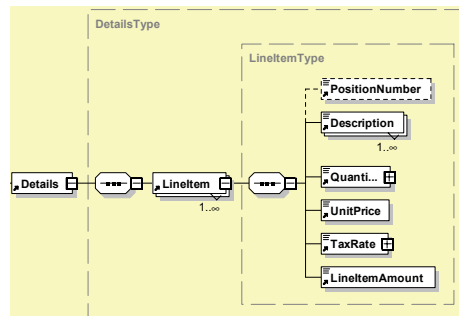 DetailsType
LineItemType
PositionNumber
Description
1..∞
Details
LineItem
1..∞
Quanti...
UnitPrice
TaxRate
LineItemAmount